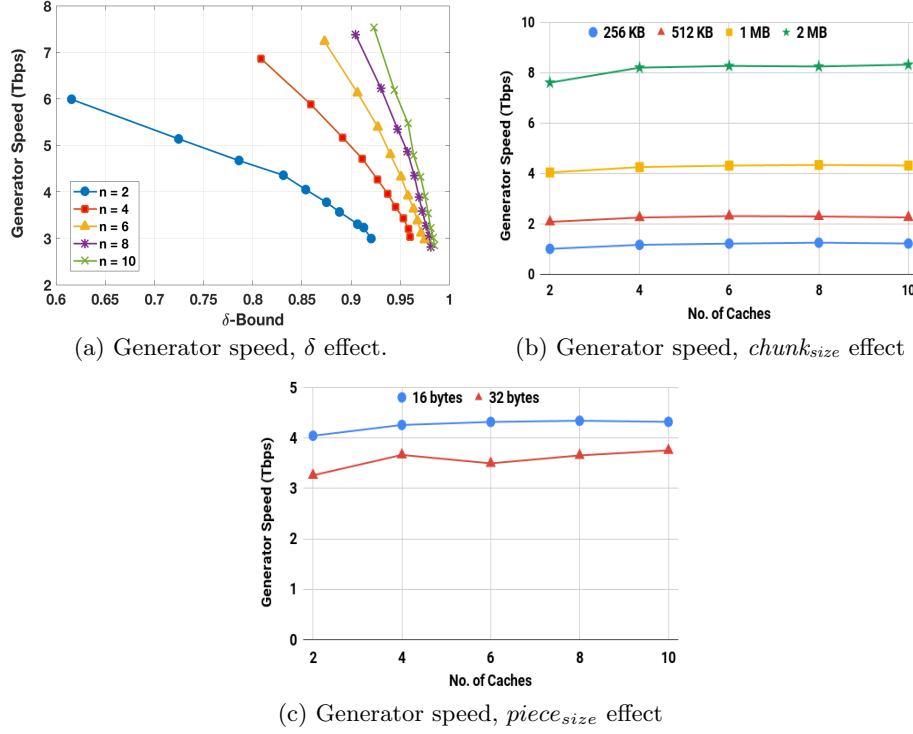 8
7
6
5
4
3
2
Generator Speed (Tbps)
n = 2
n = 4
n = 6
n = 8
n = 10
0.6 0.65 0.7 0.75 0.8 0.85 0.9 0.95 1
δ-Bound
(a) Generator speed, δ effect.
256 KB 512 KB 1 MB 2 MB
10
8
6
4
2
0
Generator Speed (Tbps)
2 4 6 8 10
No. of Caches
(b) Generator speed, chunksize effect
16 bytes 32 bytes
5
4
3
2
1
0
Generator Speed (Tbps)
2 4 6 8 10
No. of Caches
(c) Generator speed, piecesize effect